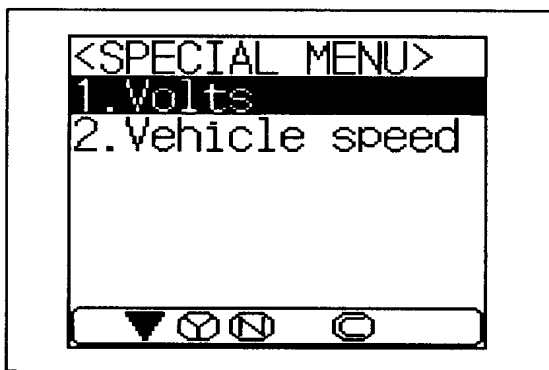 <SPECIAL MENU>
1.Volts
2.Vehicle speed
▼ Ⓨ Ⓝ Ⓒ